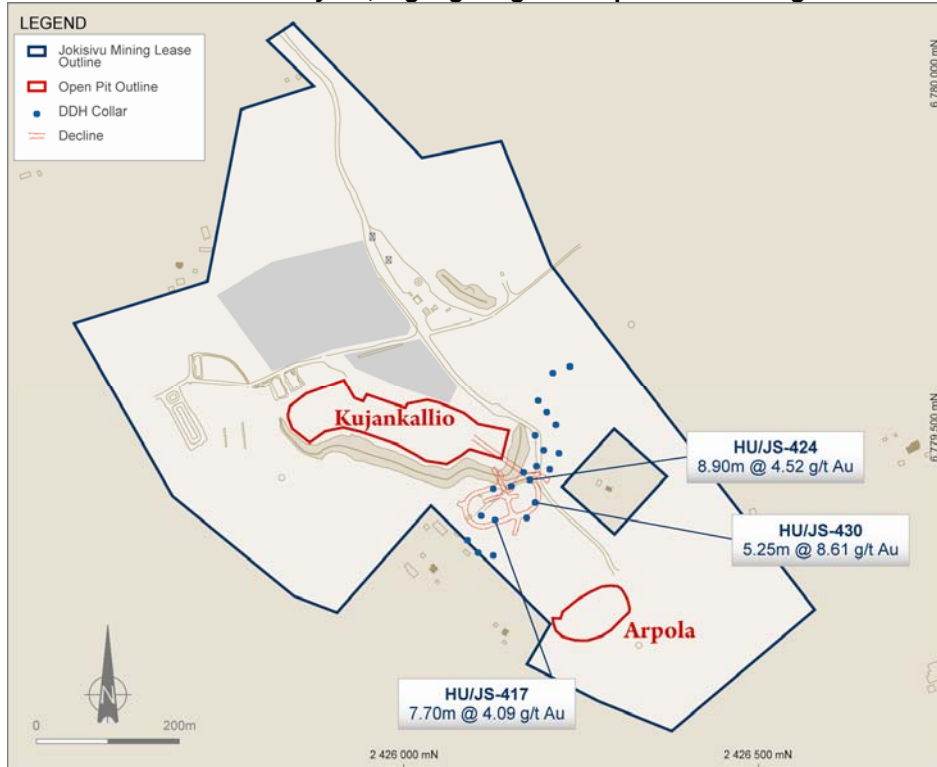 LEGEND
Jokisivu Mining Lease
Outline
Open Pit Outline
DDH Collar
Decline
6 780 000 mN
Kujankallio
6 779 500 mN
HU/JS-424
8.90m @ 4.52 g/t Au
HU/JS-430
5.25m @ 8.61 g/t Au
Arpola
HU/JS-417
7.70m @ 4.09 g/t Au
N
0
200m
2 426 000 mN
2 426 500 mN